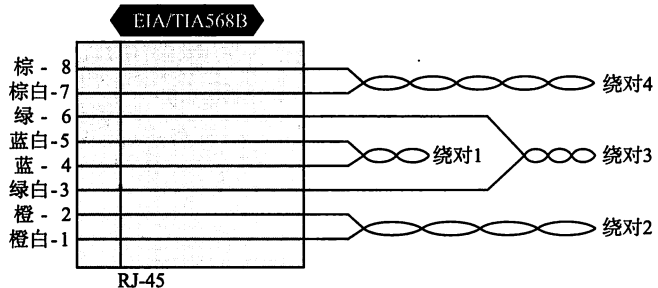 EIA/TIA568B
棕 - 8
棕白-7
绕对4
绿 - 6
蓝白-5
蓝 - 4
绕对1
绕对3
绿白-3
橙 - 2
橙白-1
绕对2
RJ-45